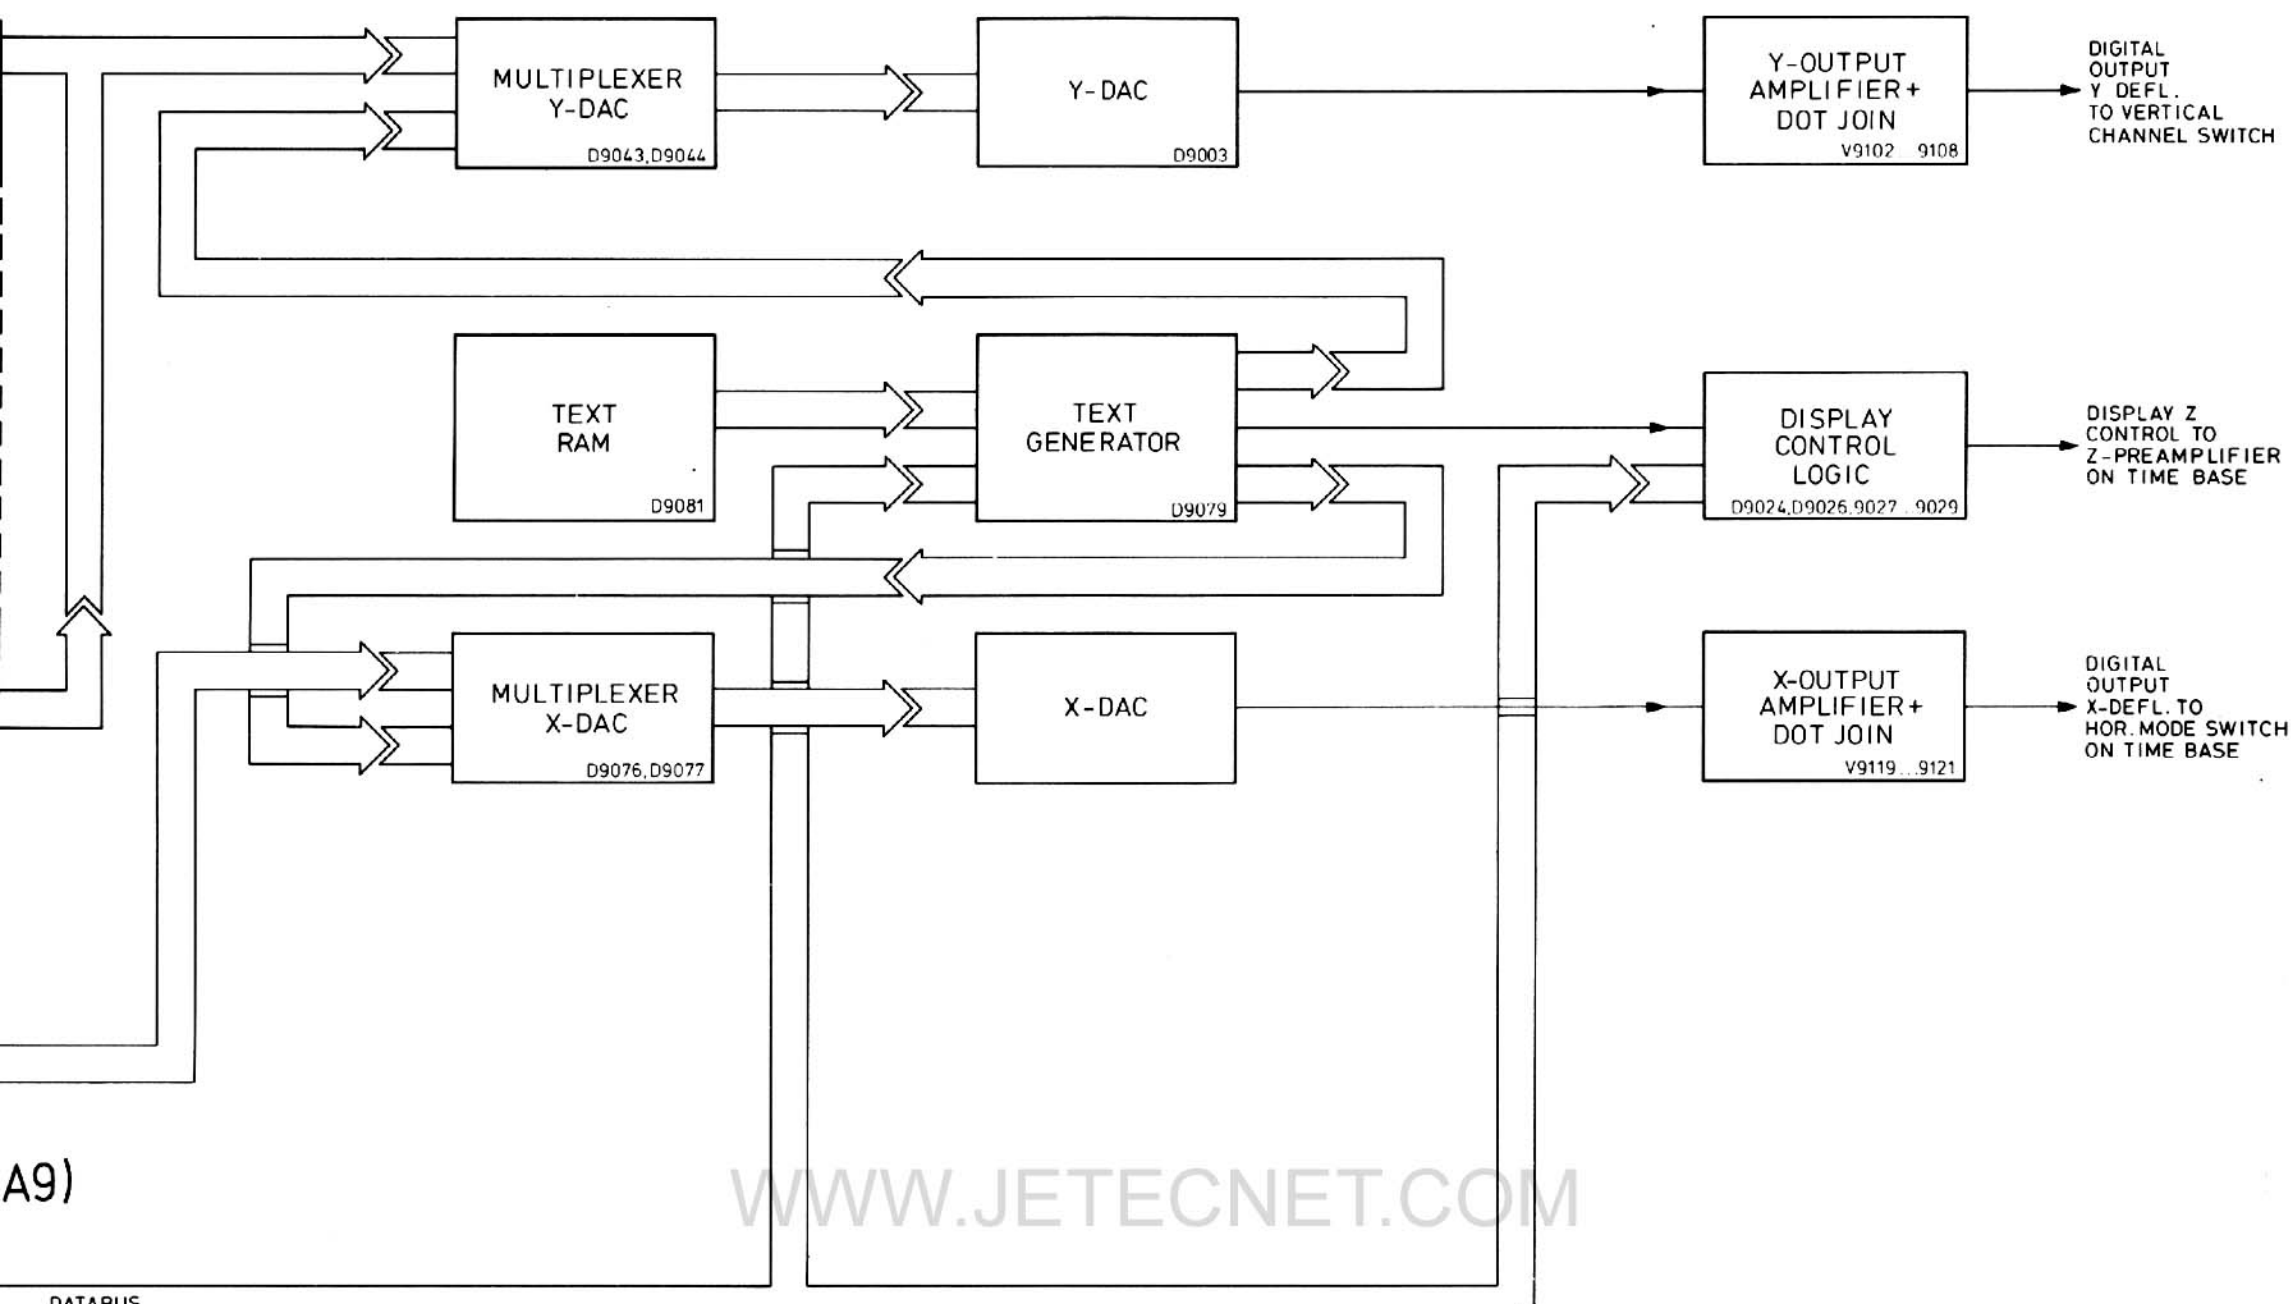 MULTIPLEXER
Y-DAC
D9043,D9044
Y-DAC
D9003
Y-OUTPUT
AMPLIFIER+
DOT JOIN
V9102 9108
DIGITAL
OUTPUT
Y DEFL.
TO VERTICAL
CHANNEL SWITCH
TEXT
RAM
D9081
TEXT
GENERATOR
D9079
DISPLAY
CONTROL
LOGIC
D9024,D9026,9027 . 9029
DISPLAY Z
CONTROL TO
Z-PREAMPLIFIER
ON TIME BASE
MULTIPLEXER
X-DAC
D9076,D9077
X-DAC
X-OUTPUT
AMPLIFIER+
DOT JOIN
V9119...9121
DIGITAL
OUTPUT
X-DEFL. TO
HOR. MODE SWITCH
ON TIME BASE
A9)
WWW.JETECNET.COM
DATABUS